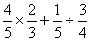 4/5 × 2/3 + 1/5 ÷ 3/4